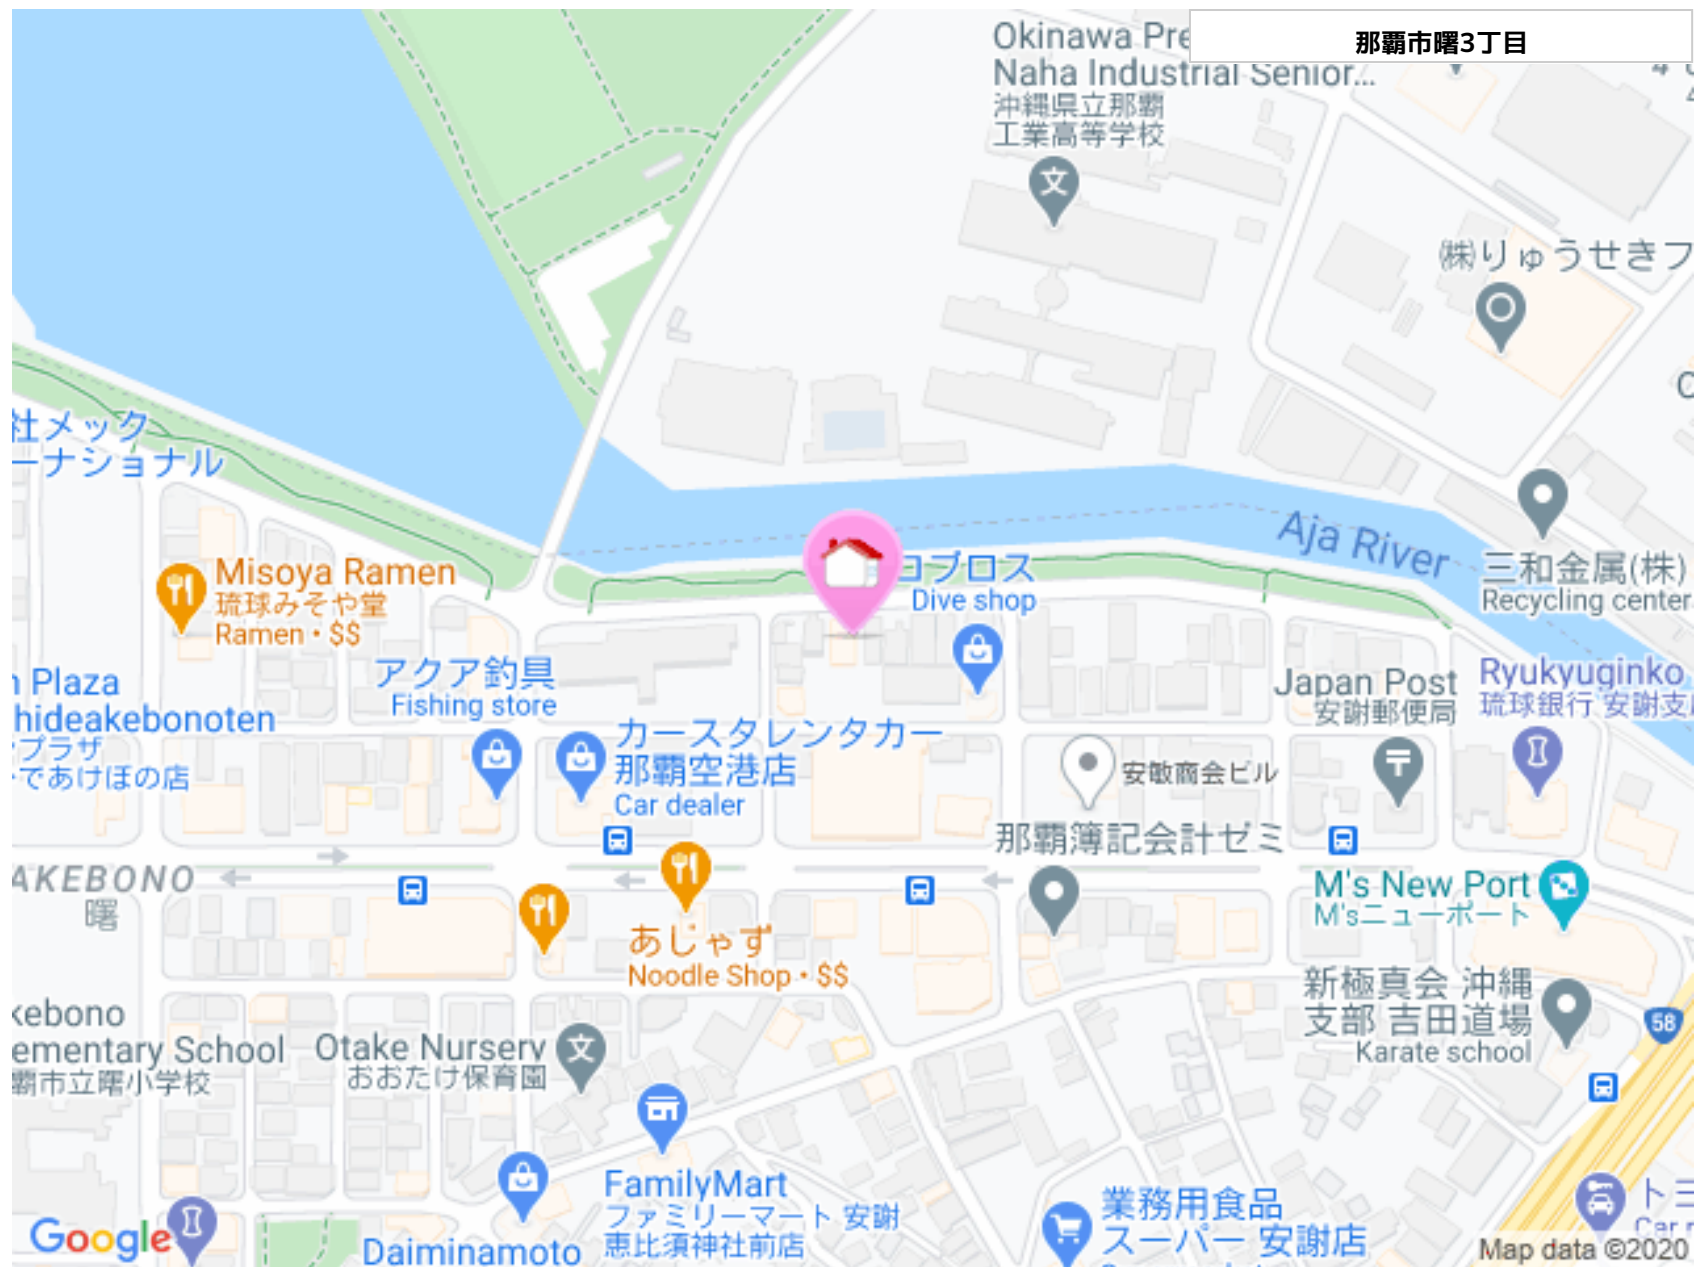 那覇市曙3丁目
Okinawa Pre
Naha Industrial Senior...
沖縄県立那覇
工業高等学校
文
㈱りゅうせきフ
社メック
ーナショナル
Aja River
コブロス
Dive shop
三和金属(株)
Recycling center
Misoya Ramen
琉球みそや堂
Ramen • $$
アクア釣具
Fishing store
Plaza
hideakebonoten
プラザ
であけぼの店
カースタレンタカー
那覇空港店
Car dealer
Japan Post
安謝郵便局
Ryukyuginko
琉球銀行 安謝支
安敏商会ビル
那覇簿記会計ゼミ
AKEBONO
曙
M's New Port
M'sニューポート
あじゃず
Noodle Shop • $$
新極真会 沖縄
支部 吉田道場
Karate school
58
kebono
ementary School
覇市立曙小学校
Otake Nursery
おおたけ保育園
文
FamilyMart
ファミリーマート 安謝
恵比須神社前店
Daiminamoto
業務用食品
スーパー 安謝店
トヨ
Car r
Google
Map data ©2020